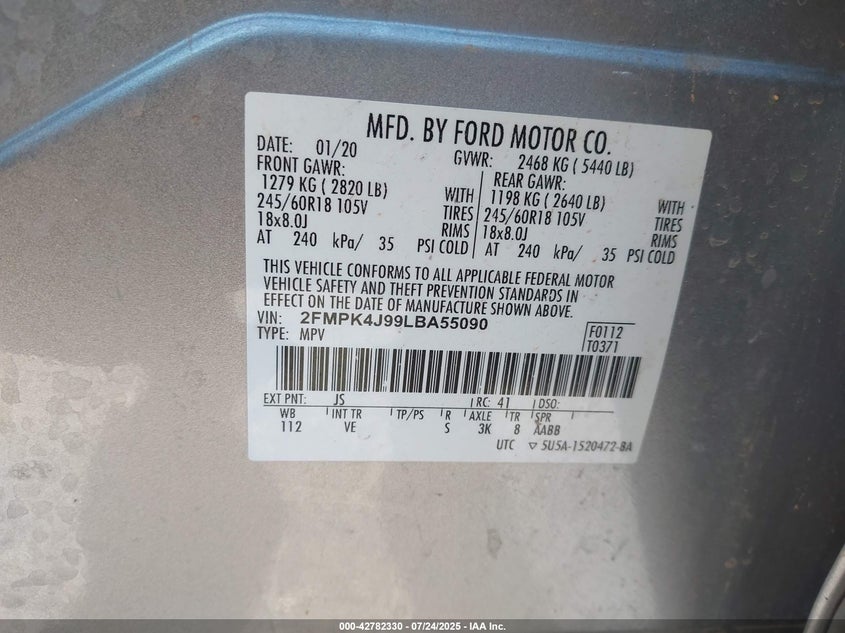 MFD. BY FORD MOTOR CO.
DATE: 01/20 GVWR: 2468 KG ( 5440 LB)
FRONT GAWR: REAR GAWR:
1279 KG ( 2820 LB) WITH 1198 KG ( 2640 LB) WITH
245/60R18 105V TIRES 245/60R18 105V TIRES
18x8.0J RIMS 18x8.0J RIMS
AT 240 kPa/ 35 PSI COLD AT 240 kPa/ 35 PSI COLD
THIS VEHICLE CONFORMS TO ALL APPLICABLE FEDERAL MOTOR
VEHICLE SAFETY AND THEFT PREVENTION STANDARDS IN
EFFECT ON THE DATE OF MANUFACTURE SHOWN ABOVE.
VIN: 2FMPK4J99LBA55090
TYPE: MPV
F0112
T0371
EXT PNT: JS RC: 41 DSO:
WB INT TR TP/PS R AXLE TR SPR
112 VE S 3K 8 AABB
UTC ▽ 5U5A-1520472-BA
000-42782330 - 07/24/2025 - IAA Inc.